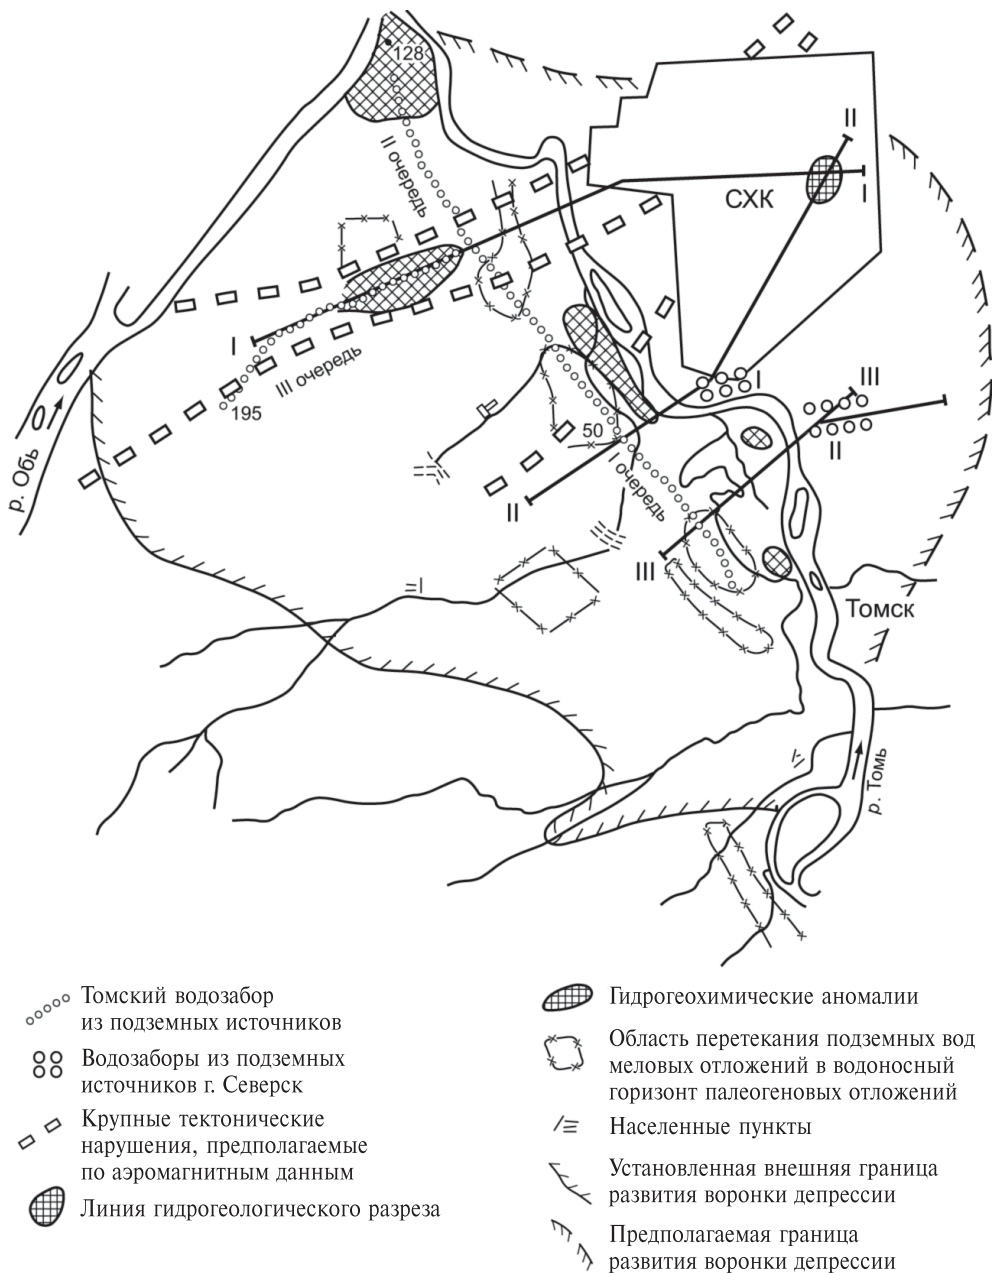 128
II
II очередь
СХК
I
I
III очередь
195
р. Обь
I
III
II
50
I очередь
II
III
Томск
р. Томь
Томский водозабор
из подземных источников
Водозаборы из подземных
источников г. Северск
Крупные тектонические
нарушения, предполагаемые
по аэромагнитным данным
Линия гидрогеологического разреза
Гидрогеохимические аномалии
Область перетекания подземных вод
меловых отложений в водоносный
горизонт палеогеновых отложений
Населенные пункты
Установленная внешняя граница
развития воронки депрессии
Предполагаемая граница
развития воронки депрессии